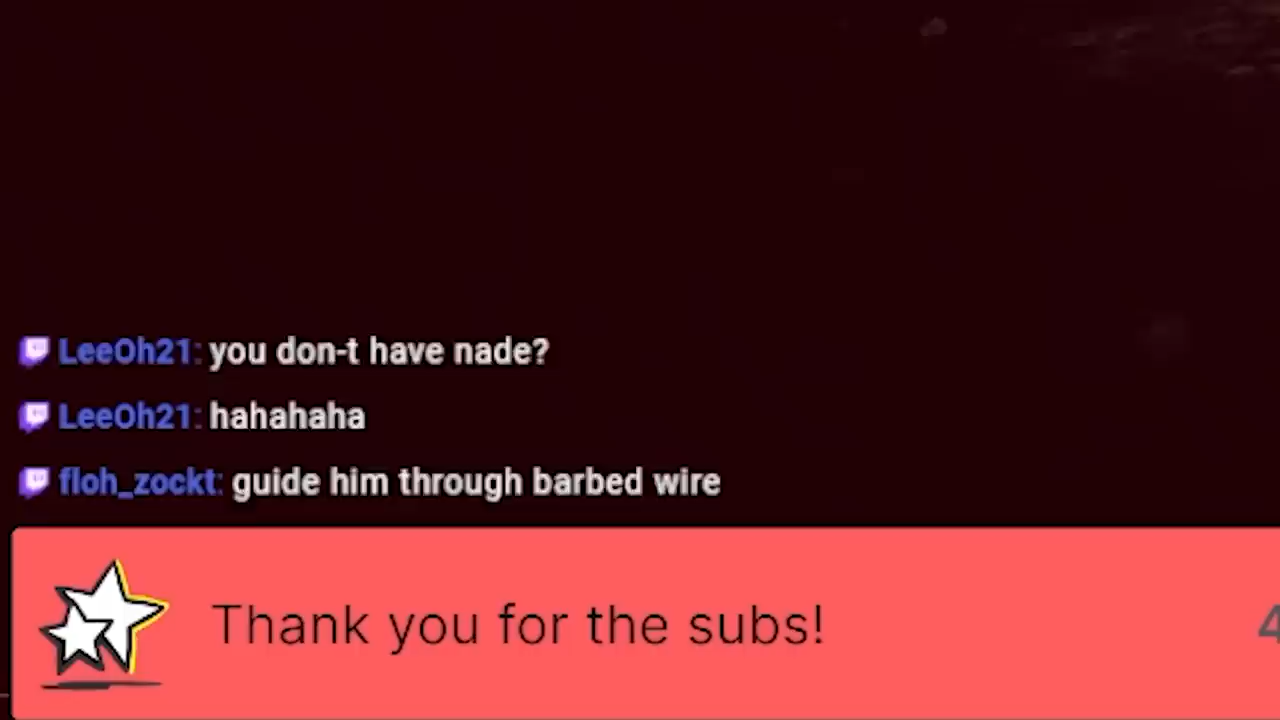 LeeOh21: you don-t have nade?
LeeOh21: hahahaha
floh_zockt: guide him through barbed wire
Thank you for the subs!